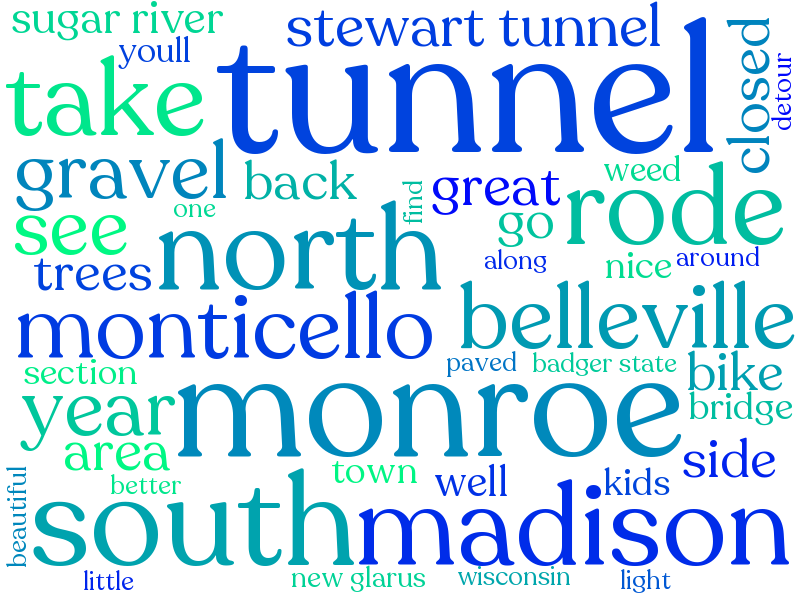 sugar river
stewart tunnel
youll
tunnel
closed
detour
take
gravel
back
great
weed
rode
see
one
find
go
north
trees
along
nice
around
monticello
belleville
section
paved
badger state
bike
year
monroe
bridge
area
town
well
kids
side
beautiful
better
south
madison
little
new glarus
wisconsin
light